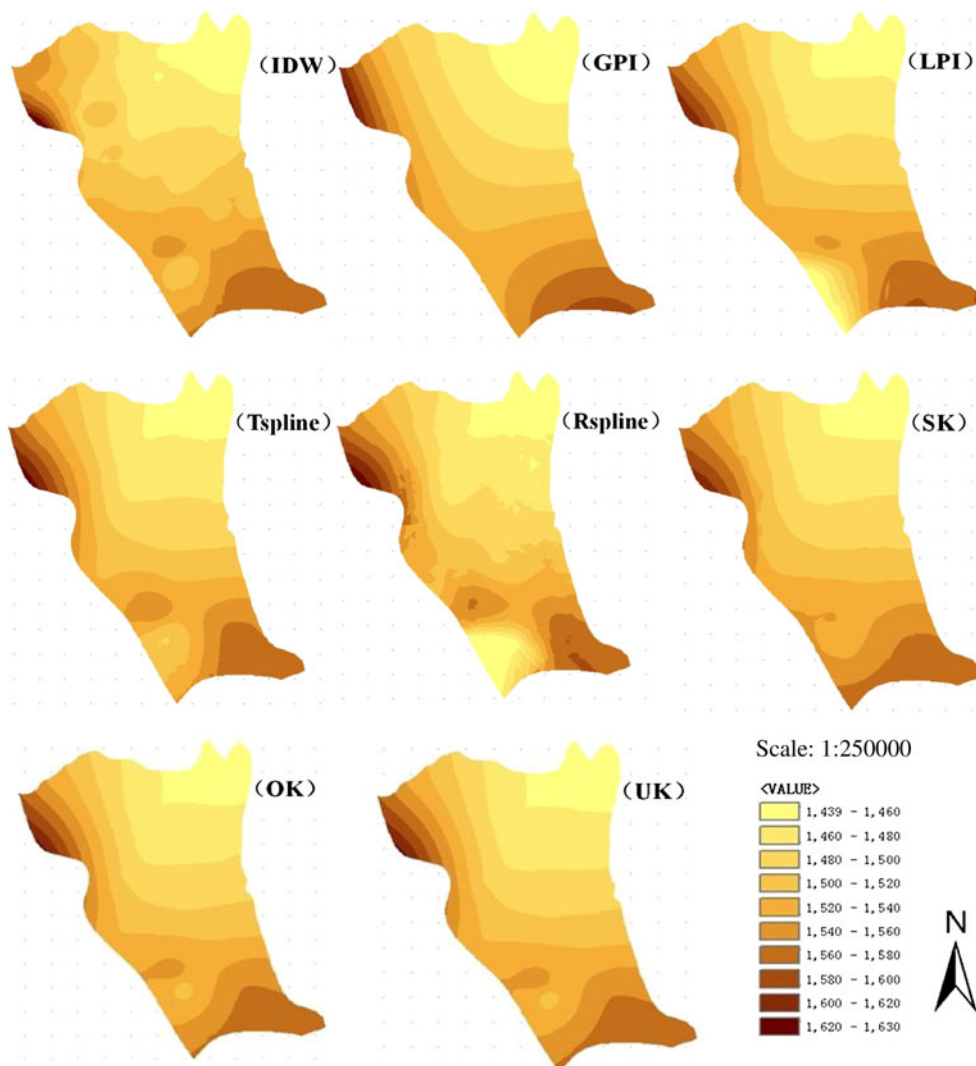 （IDW）
（GPI）
（LPI）
（Tspline）
（Rspline）
（SK）
（OK）
（UK）
Scale: 1:250000
<VALUE>
1,439 - 1,460
1,460 - 1,480
1,480 - 1,500
1,500 - 1,520
1,520 - 1,540
1,540 - 1,560
1,560 - 1,580
1,580 - 1,600
1,600 - 1,620
1,620 - 1,630
N